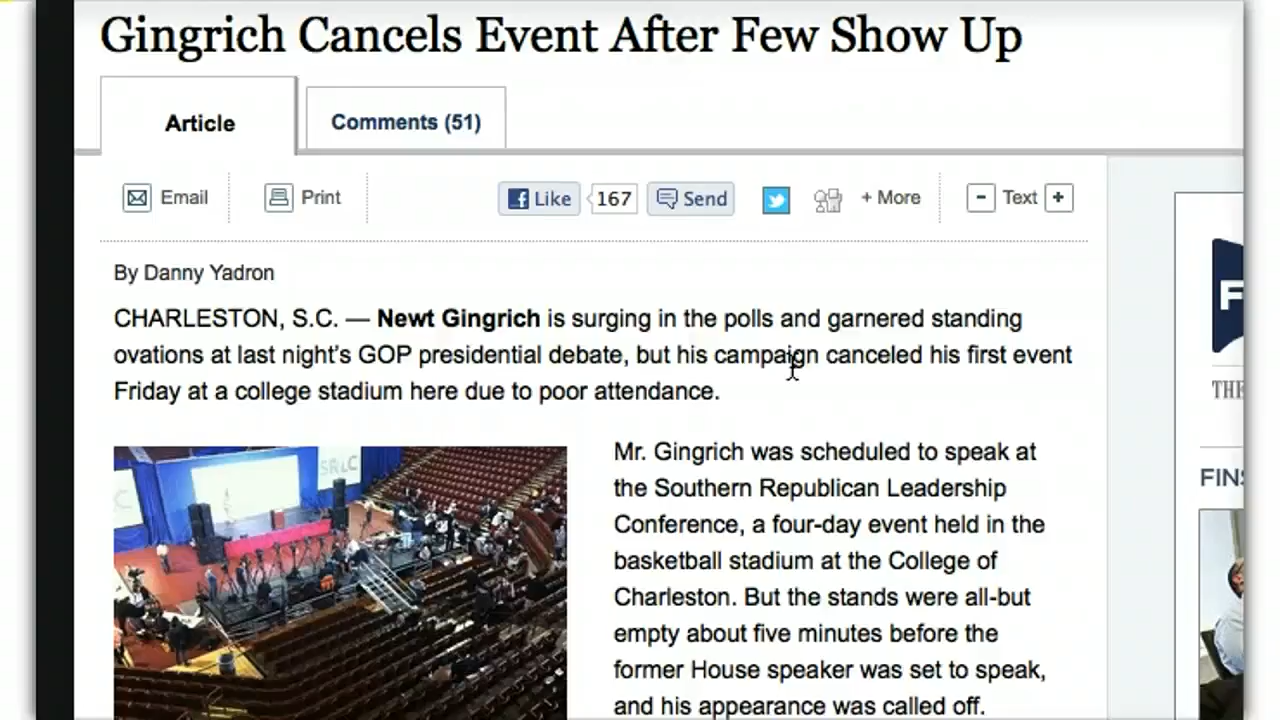 Gingrich Cancels Event After Few Show Up
Article
Comments (51)
Email
Print
Like
167
Send
+ More
- Text +
By Danny Yadron
CHARLESTON, S.C. — Newt Gingrich is surging in the polls and garnered standing
ovations at last night's GOP presidential debate, but his campaign canceled his first event
Friday at a college stadium here due to poor attendance.
Mr. Gingrich was scheduled to speak at
the Southern Republican Leadership
Conference, a four-day event held in the
basketball stadium at the College of
Charleston. But the stands were all-but
empty about five minutes before the
former House speaker was set to speak,
and his appearance was called off.
SRLC
F
THE
FINS